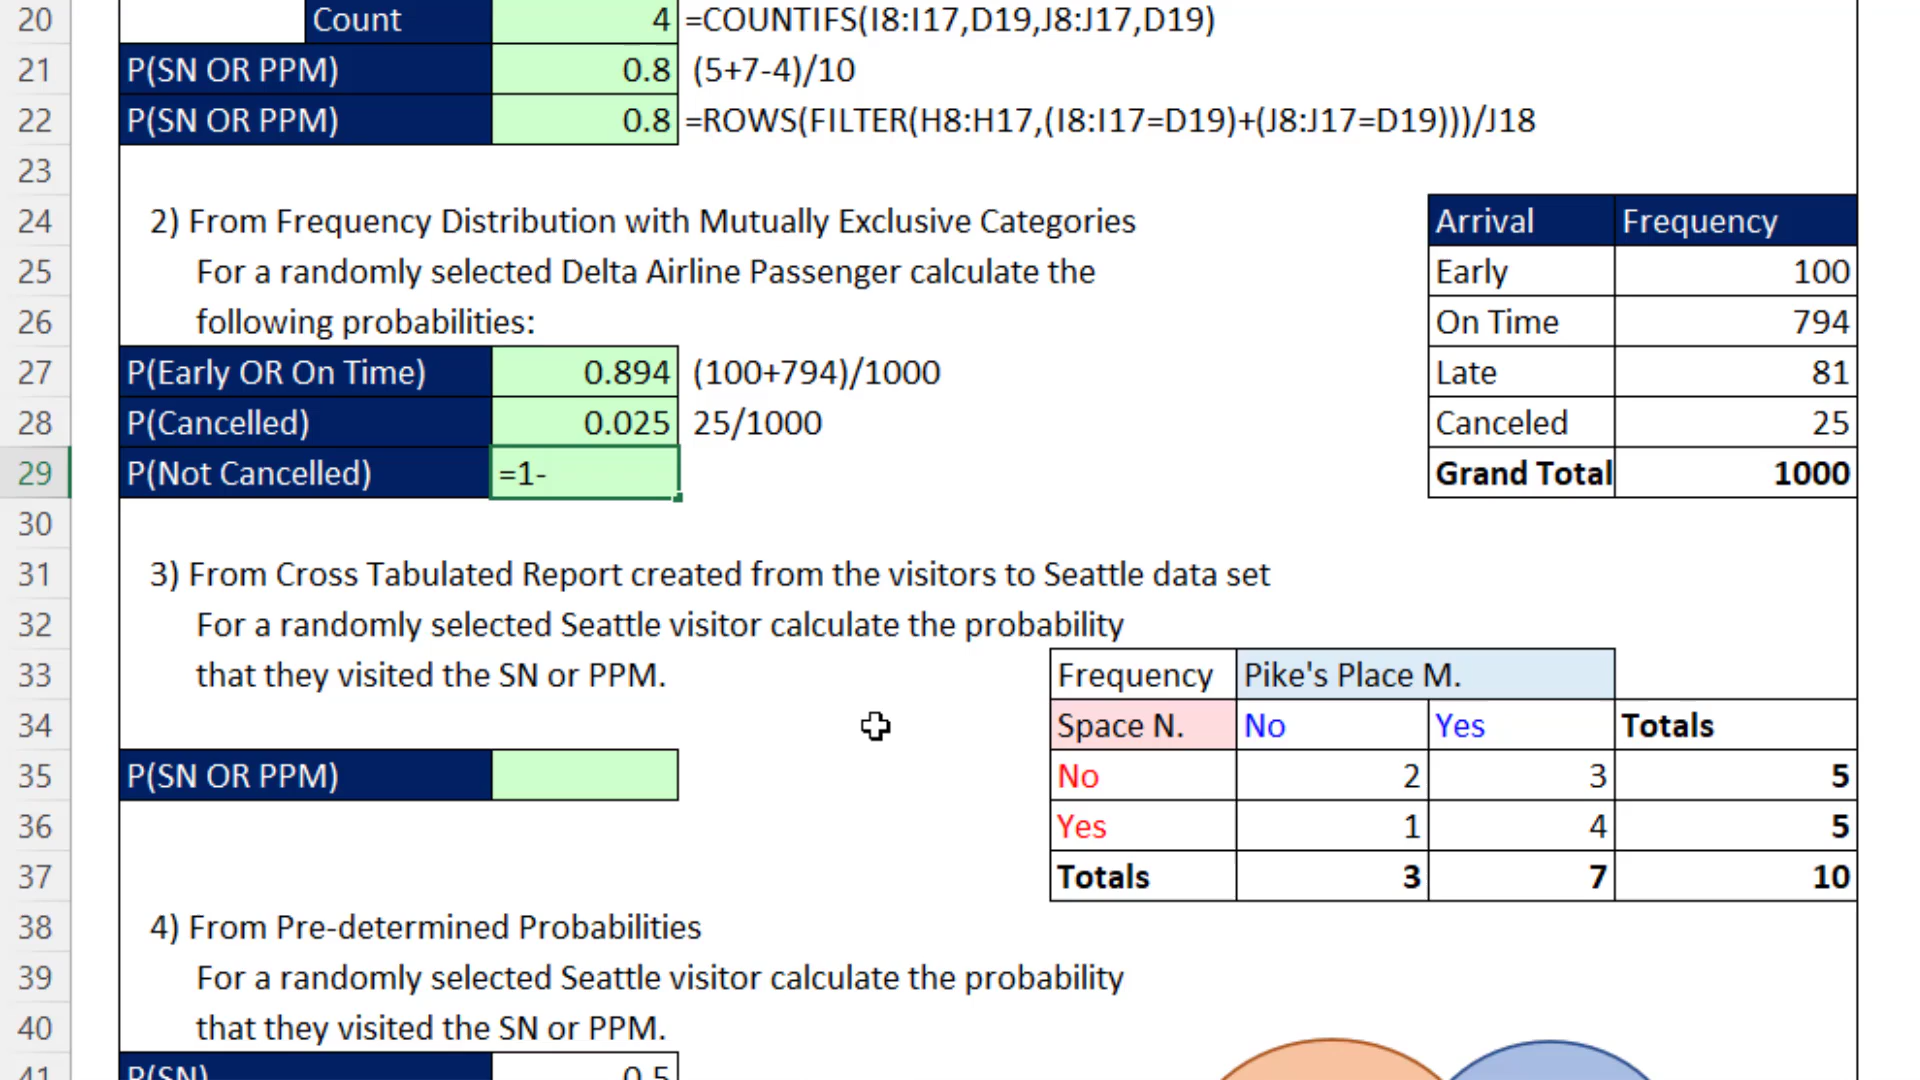 20 Count 4 =COUNTIFS(I8:I17,D19,J8:J17,D19)
21 P(SN OR PPM) 0.8 (5+7-4)/10
22 P(SN OR PPM) 0.8 =ROWS(FILTER(H8:H17,(I8:I17=D19)+(J8:J17=D19)))/J18
23
24 2) From Frequency Distribution with Mutually Exclusive Categories Arrival Frequency
25 For a randomly selected Delta Airline Passenger calculate the Early 100
26 following probabilities: On Time 794
27 P(Early OR On Time) 0.894 (100+794)/1000 Late 81
28 P(Cancelled) 0.025 25/1000 Canceled 25
29 P(Not Cancelled) =1- Grand Total 1000
30
31 3) From Cross Tabulated Report created from the visitors to Seattle data set
32 For a randomly selected Seattle visitor calculate the probability
33 that they visited the SN or PPM. Frequency Pike's Place M.
34 Space N. No Yes Totals
35 P(SN OR PPM) No 2 3 5
36 Yes 1 4 5
37 Totals 3 7 10
38 4) From Pre-determined Probabilities
39 For a randomly selected Seattle visitor calculate the probability
40 that they visited the SN or PPM.
41 P(SN) 0.5